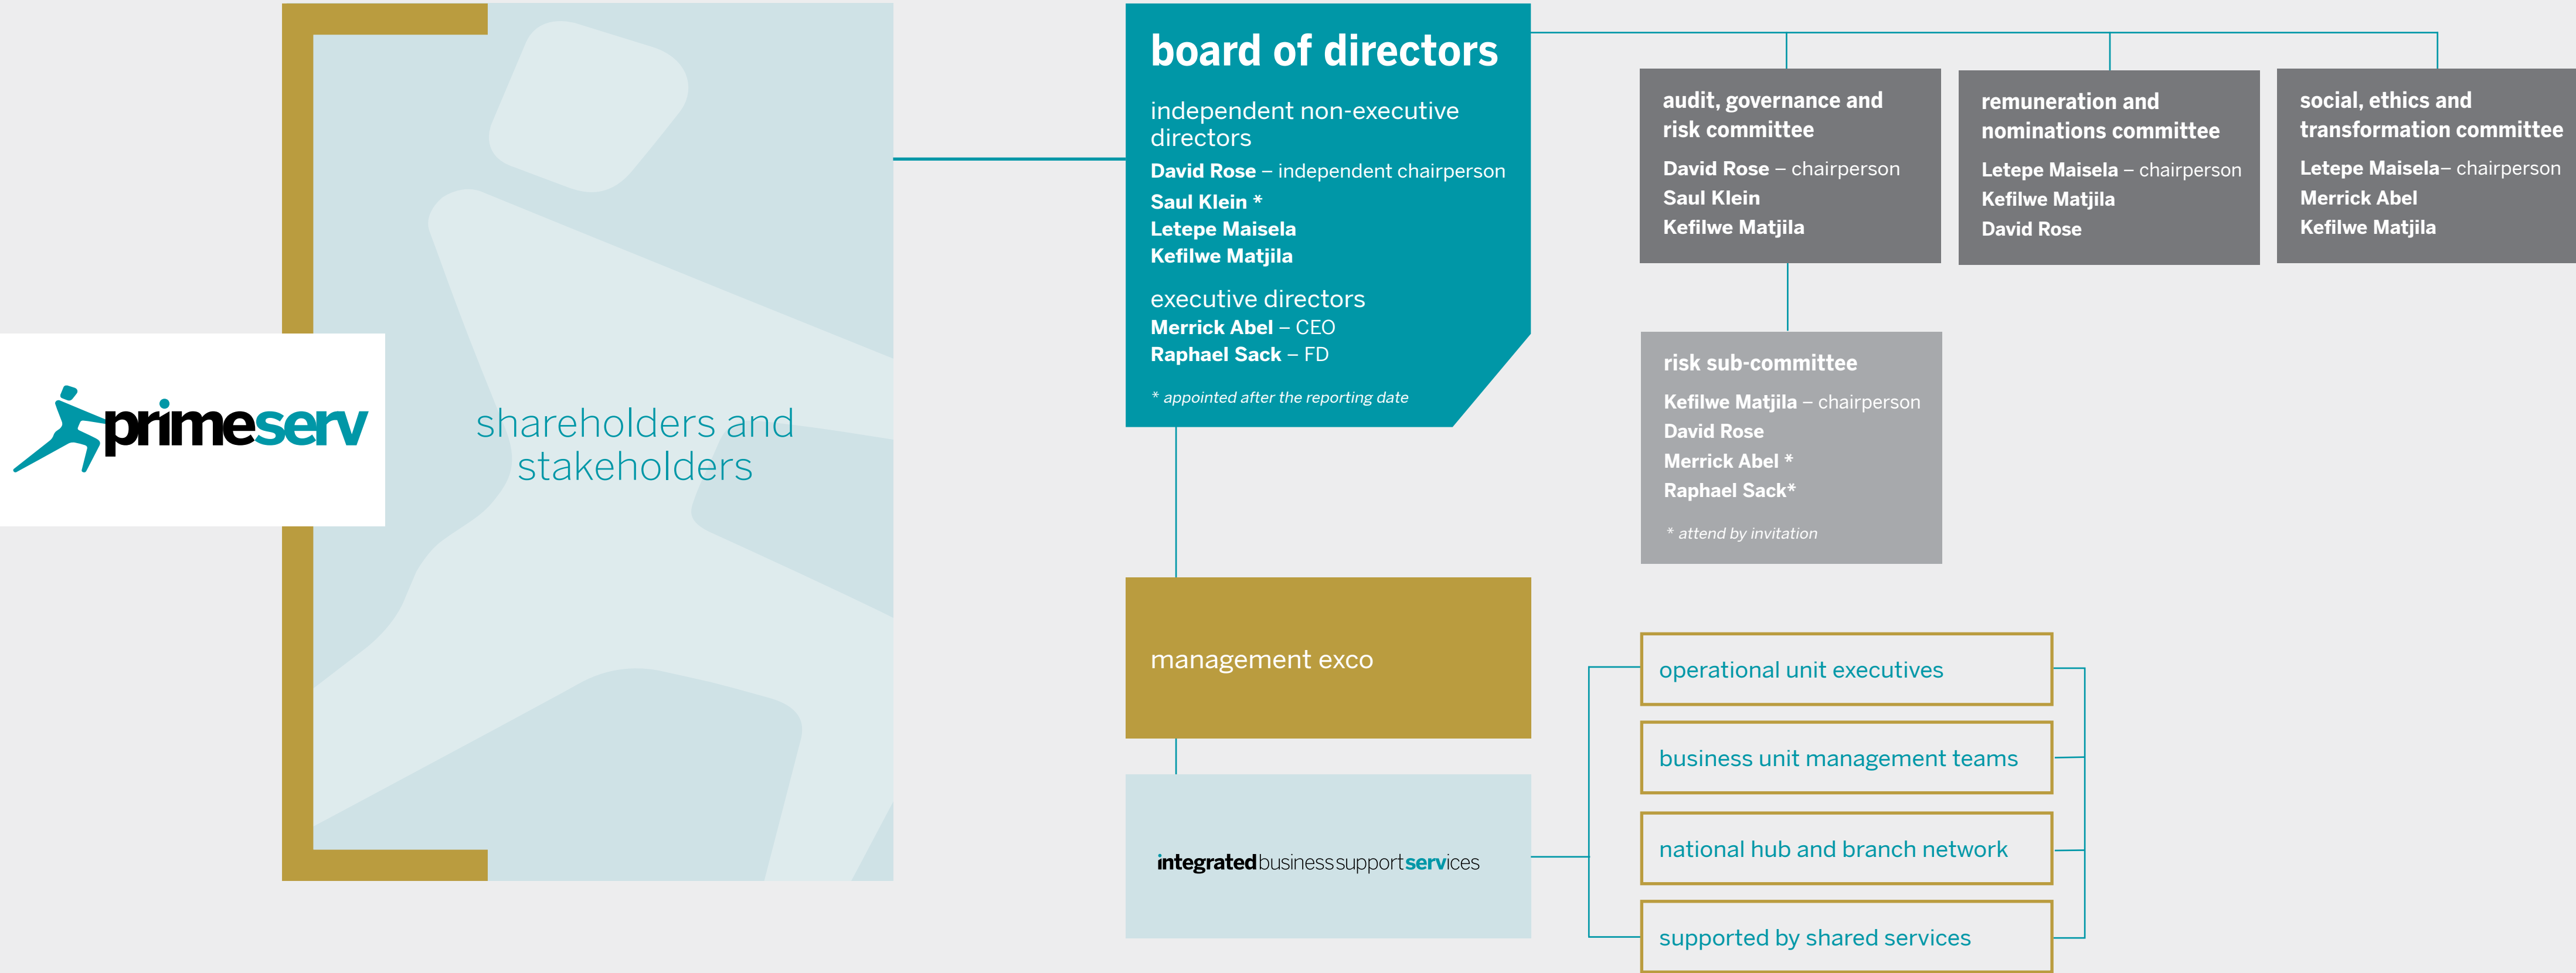 primeserv
shareholders and
stakeholders
board of directors
independent non-executive
directors
David Rose – independent chairperson
Saul Klein *
Letepe Maisela
Kefilwe Matjila
executive directors
Merrick Abel – CEO
Raphael Sack – FD
* appointed after the reporting date
audit, governance and
risk committee
David Rose – chairperson
Saul Klein
Kefilwe Matjila
remuneration and
nominations committee
Letepe Maisela – chairperson
Kefilwe Matjila
David Rose
social, ethics and
transformation committee
Letepe Maisela– chairperson
Merrick Abel
Kefilwe Matjila
risk sub-committee
Kefilwe Matjila – chairperson
David Rose
Merrick Abel *
Raphael Sack*
* attend by invitation
management exco
integratedbusinesssupportservices
operational unit executives
business unit management teams
national hub and branch network
supported by shared services